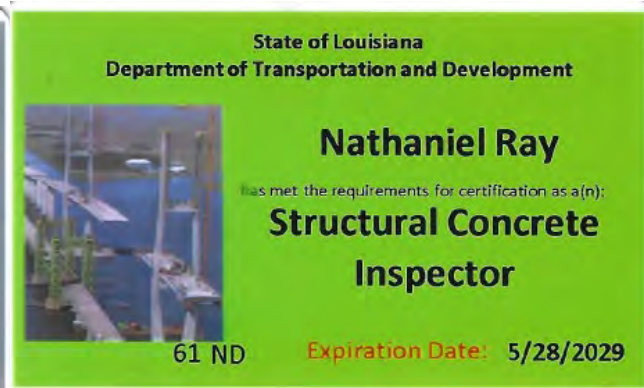 State of Louisiana
Department of Transportation and Development
Nathaniel Ray
has met the requirements for certification as a(n):
Structural Concrete
Inspector
61 ND
Expiration Date: 5/28/2029